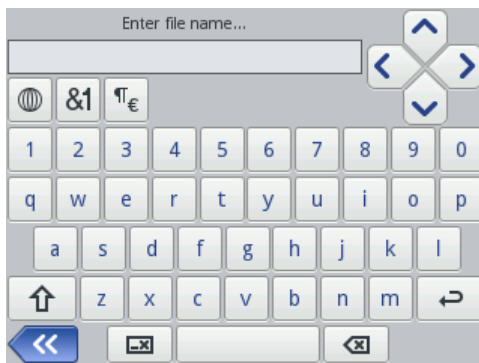 Enter file name...
&1 ¶€
1 2 3 4 5 6 7 8 9 0
q w e r t y u i o p
a s d f g h j k l
z x c v b n m